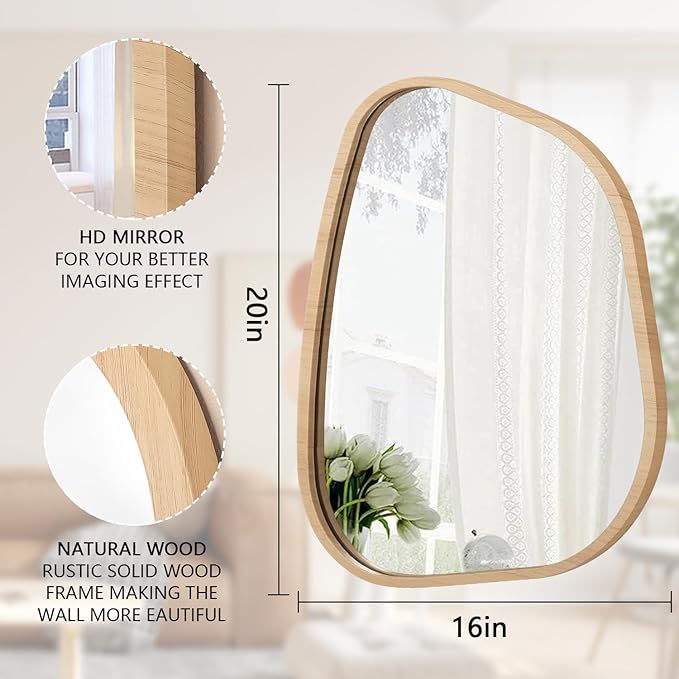 HD MIRROR
FOR YOUR BETTER
IMAGING EFFECT
20in
NATURAL WOOD
RUSTIC SOLID WOOD
FRAME MAKING THE
WALL MORE EAUTIFUL
16in